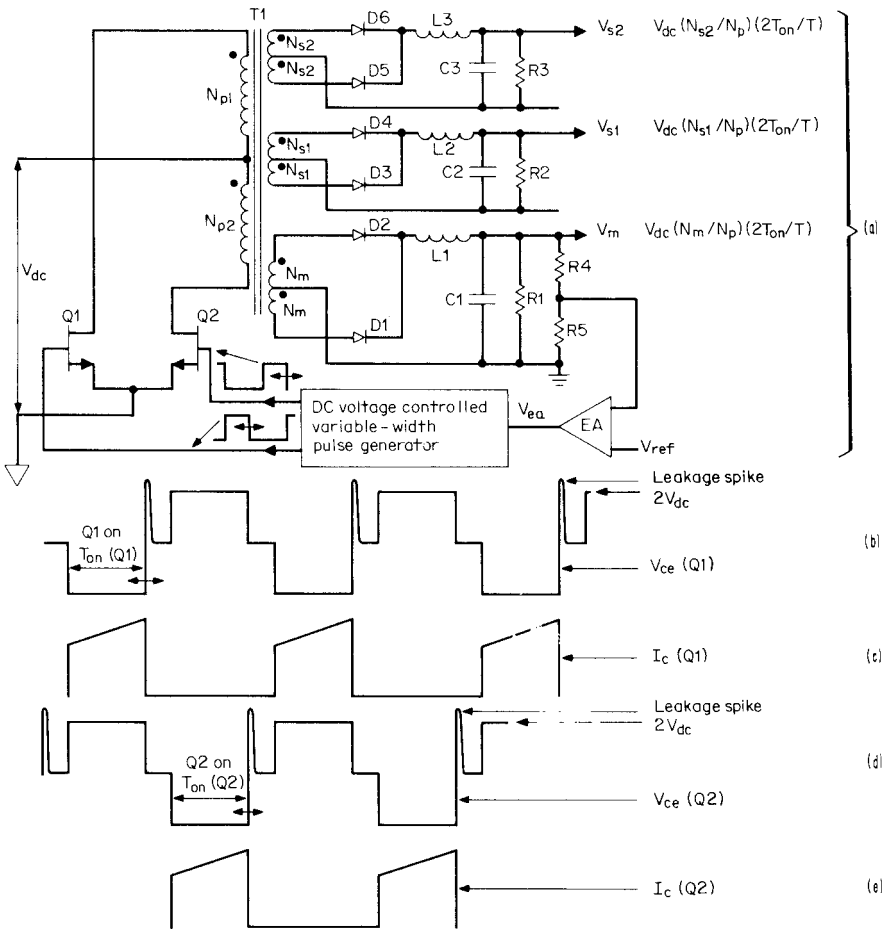 T1
D6
L3
Vs2
Vdc(Ns2/Np)(2Ton/T)
Ns2
Ns2
C3
R3
D5
Np1
D4
Vs1
Vdc(Ns1/Np)(2Ton/T)
Ns1
L2
Ns1
D3
C2
R2
Np2
D2
Vm
Vdc(Nm/Np)(2Ton/T)
(a)
L1
R4
Vdc
Nm
C1
R1
Nm
Q1
Q2
D1
R5
DC voltage controlled
variable-width
pulse generator
Vea
EA
Vref
Leakage spike
2Vdc
Q1 on
Ton (Q1)
(b)
Vce (Q1)
Ic (Q1)
(c)
Leakage spike
2Vdc
Q2 on
Ton (Q2)
(d)
Vce (Q2)
Ic (Q2)
(e)